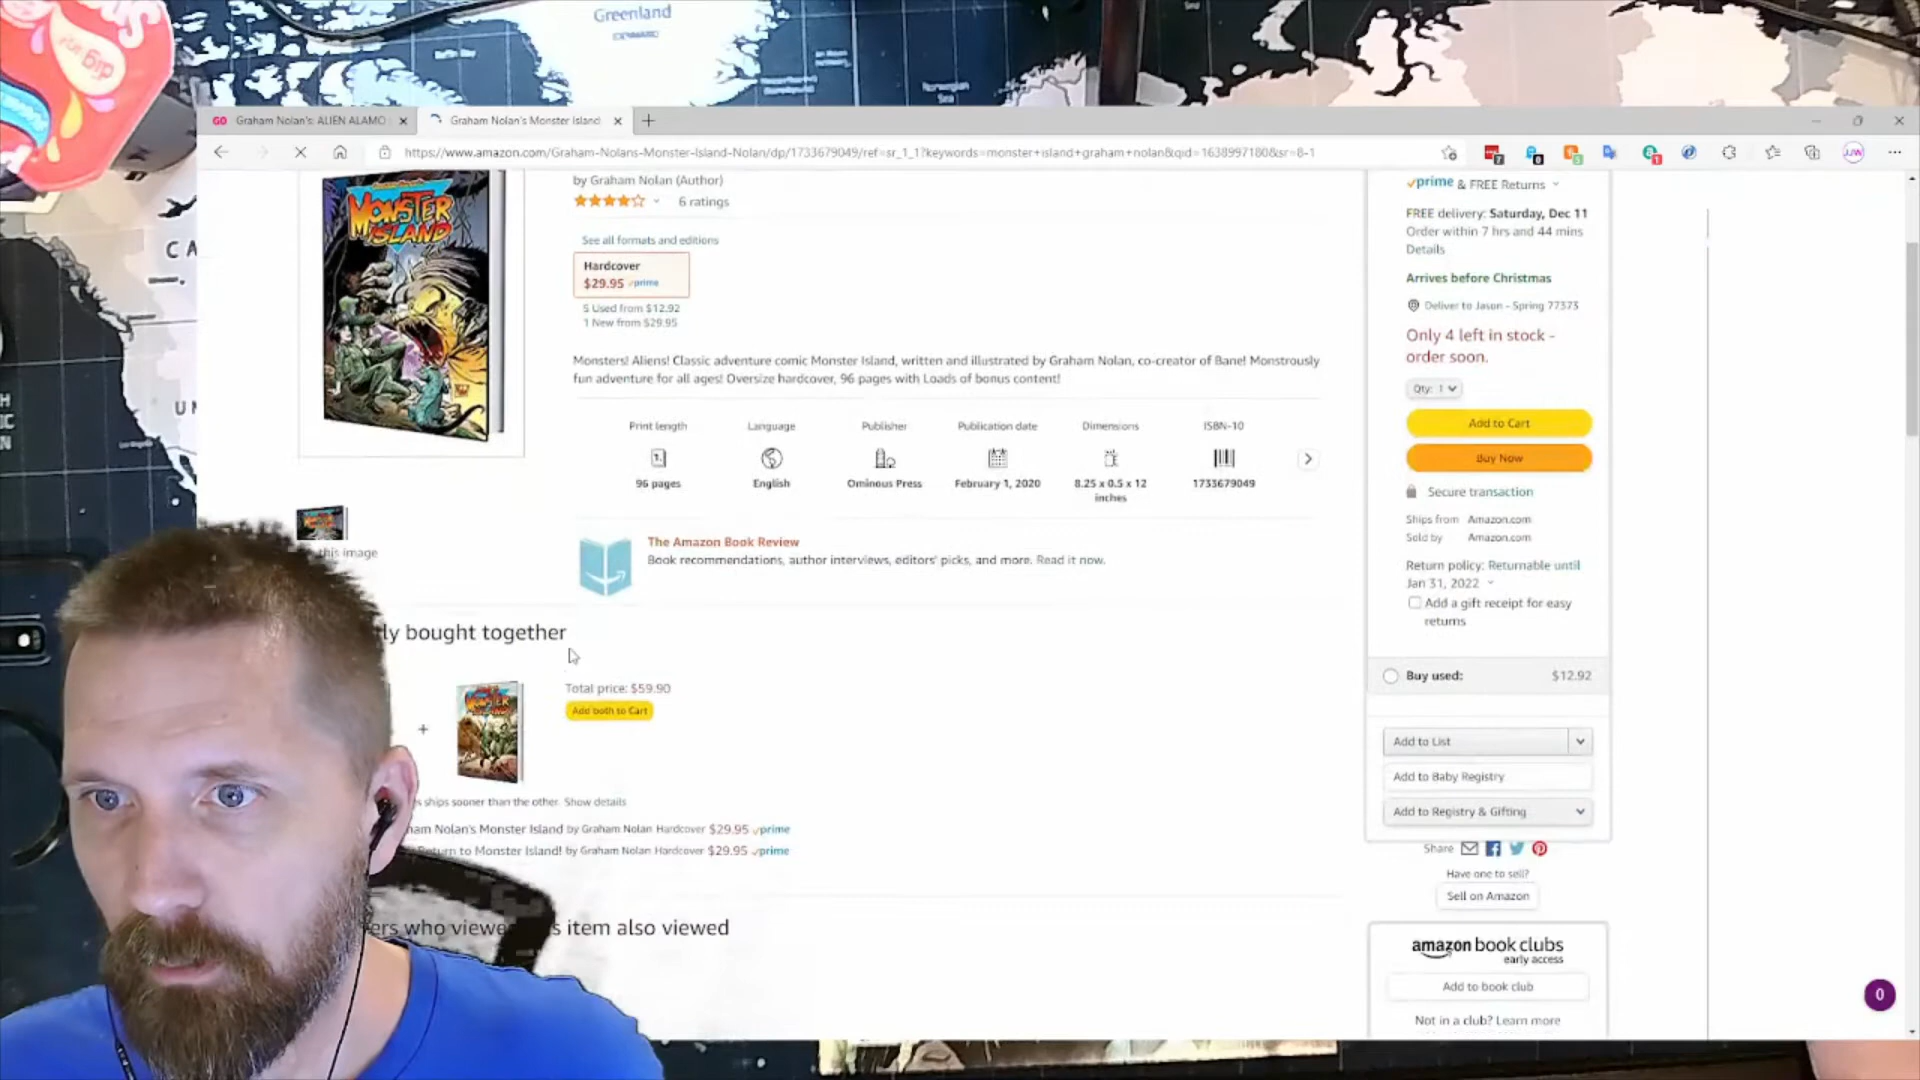 Greenland
Graham Nolan's: ALIEN ALAMO
Graham Nolan's Monster Island
https://www.amazon.com/Graham-Nolans-Monster-Island-Nolan/dp/1733679049/ref=sr_1_1?keywords=monster+island+graham+nolan&qid=1638997180&sr=8-1
CA
by Graham Nolan (Author)
6 ratings
See all formats and editions
Hardcover
$29.95 prime
5 Used from $12.92
1 New from $29.95
MONSTER
ISLAND
Monsters! Aliens! Classic adventure comic Monster Island, written and illustrated by Graham Nolan, co-creator of Bane! Monstrously
fun adventure for all ages! Oversize hardcover, 96 pages with Loads of bonus content!
Print length
Language
Publisher
Publication date
Dimensions
ISBN-10
96 pages
English
Ominous Press
February 1, 2020
8.25 x 0.5 x 12
inches
1733679049
The Amazon Book Review
Book recommendations, author interviews, editors' picks, and more. Read it now.
this image
ly bought together
Total price: $59.90
Add both to Cart
ships sooner than the other. Show details
am Nolan's Monster Island by Graham Nolan Hardcover $29.95 prime
Return to Monster Island! by Graham Nolan Hardcover $29.95 prime
ers who viewe s item also viewed
prime & FREE Returns
FREE delivery: Saturday, Dec 11
Order within 7 hrs and 44 mins
Details
Arrives before Christmas
Deliver to Jason - Spring 77373
Only 4 left in stock -
order soon.
Qty: 1
Add to Cart
Buy Now
Secure transaction
Ships from Amazon.com
Sold by Amazon.com
Return policy: Returnable until
Jan 31, 2022
Add a gift receipt for easy
returns
Buy used: $12.92
Add to List
Add to Baby Registry
Add to Registry & Gifting
Share
Have one to sell?
Sell on Amazon
amazon book clubs
early access
Add to book club
Not in a club? Learn more
0